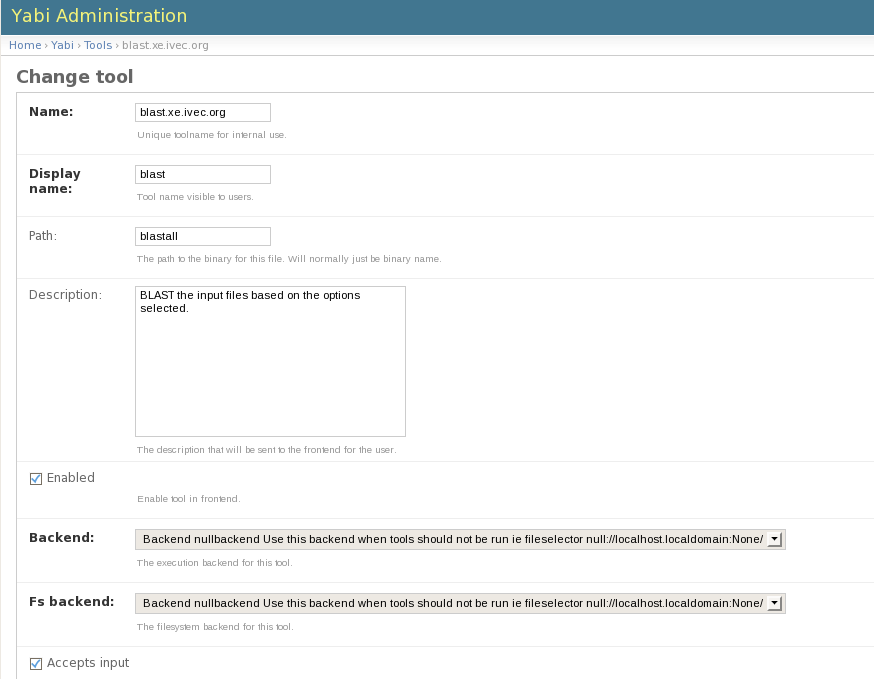 Yabi Administration
Home › Yabi › Tools › blast.xe.ivec.org
Change tool
Name: blast.xe.ivec.org
Unique toolname for internal use.
Display name: blast
Tool name visible to users.
Path: blastall
The path to the binary for this file. Will normally just be binary name.
Description: BLAST the input files based on the options
selected.
The description that will be sent to the frontend for the user.
Enabled
Enable tool in frontend.
Backend: Backend nullbackend Use this backend when tools should not be run ie fileselector null://localhost.localdomain:None/
The execution backend for this tool.
Fs backend: Backend nullbackend Use this backend when tools should not be run ie fileselector null://localhost.localdomain:None/
The filesystem backend for this tool.
Accepts input